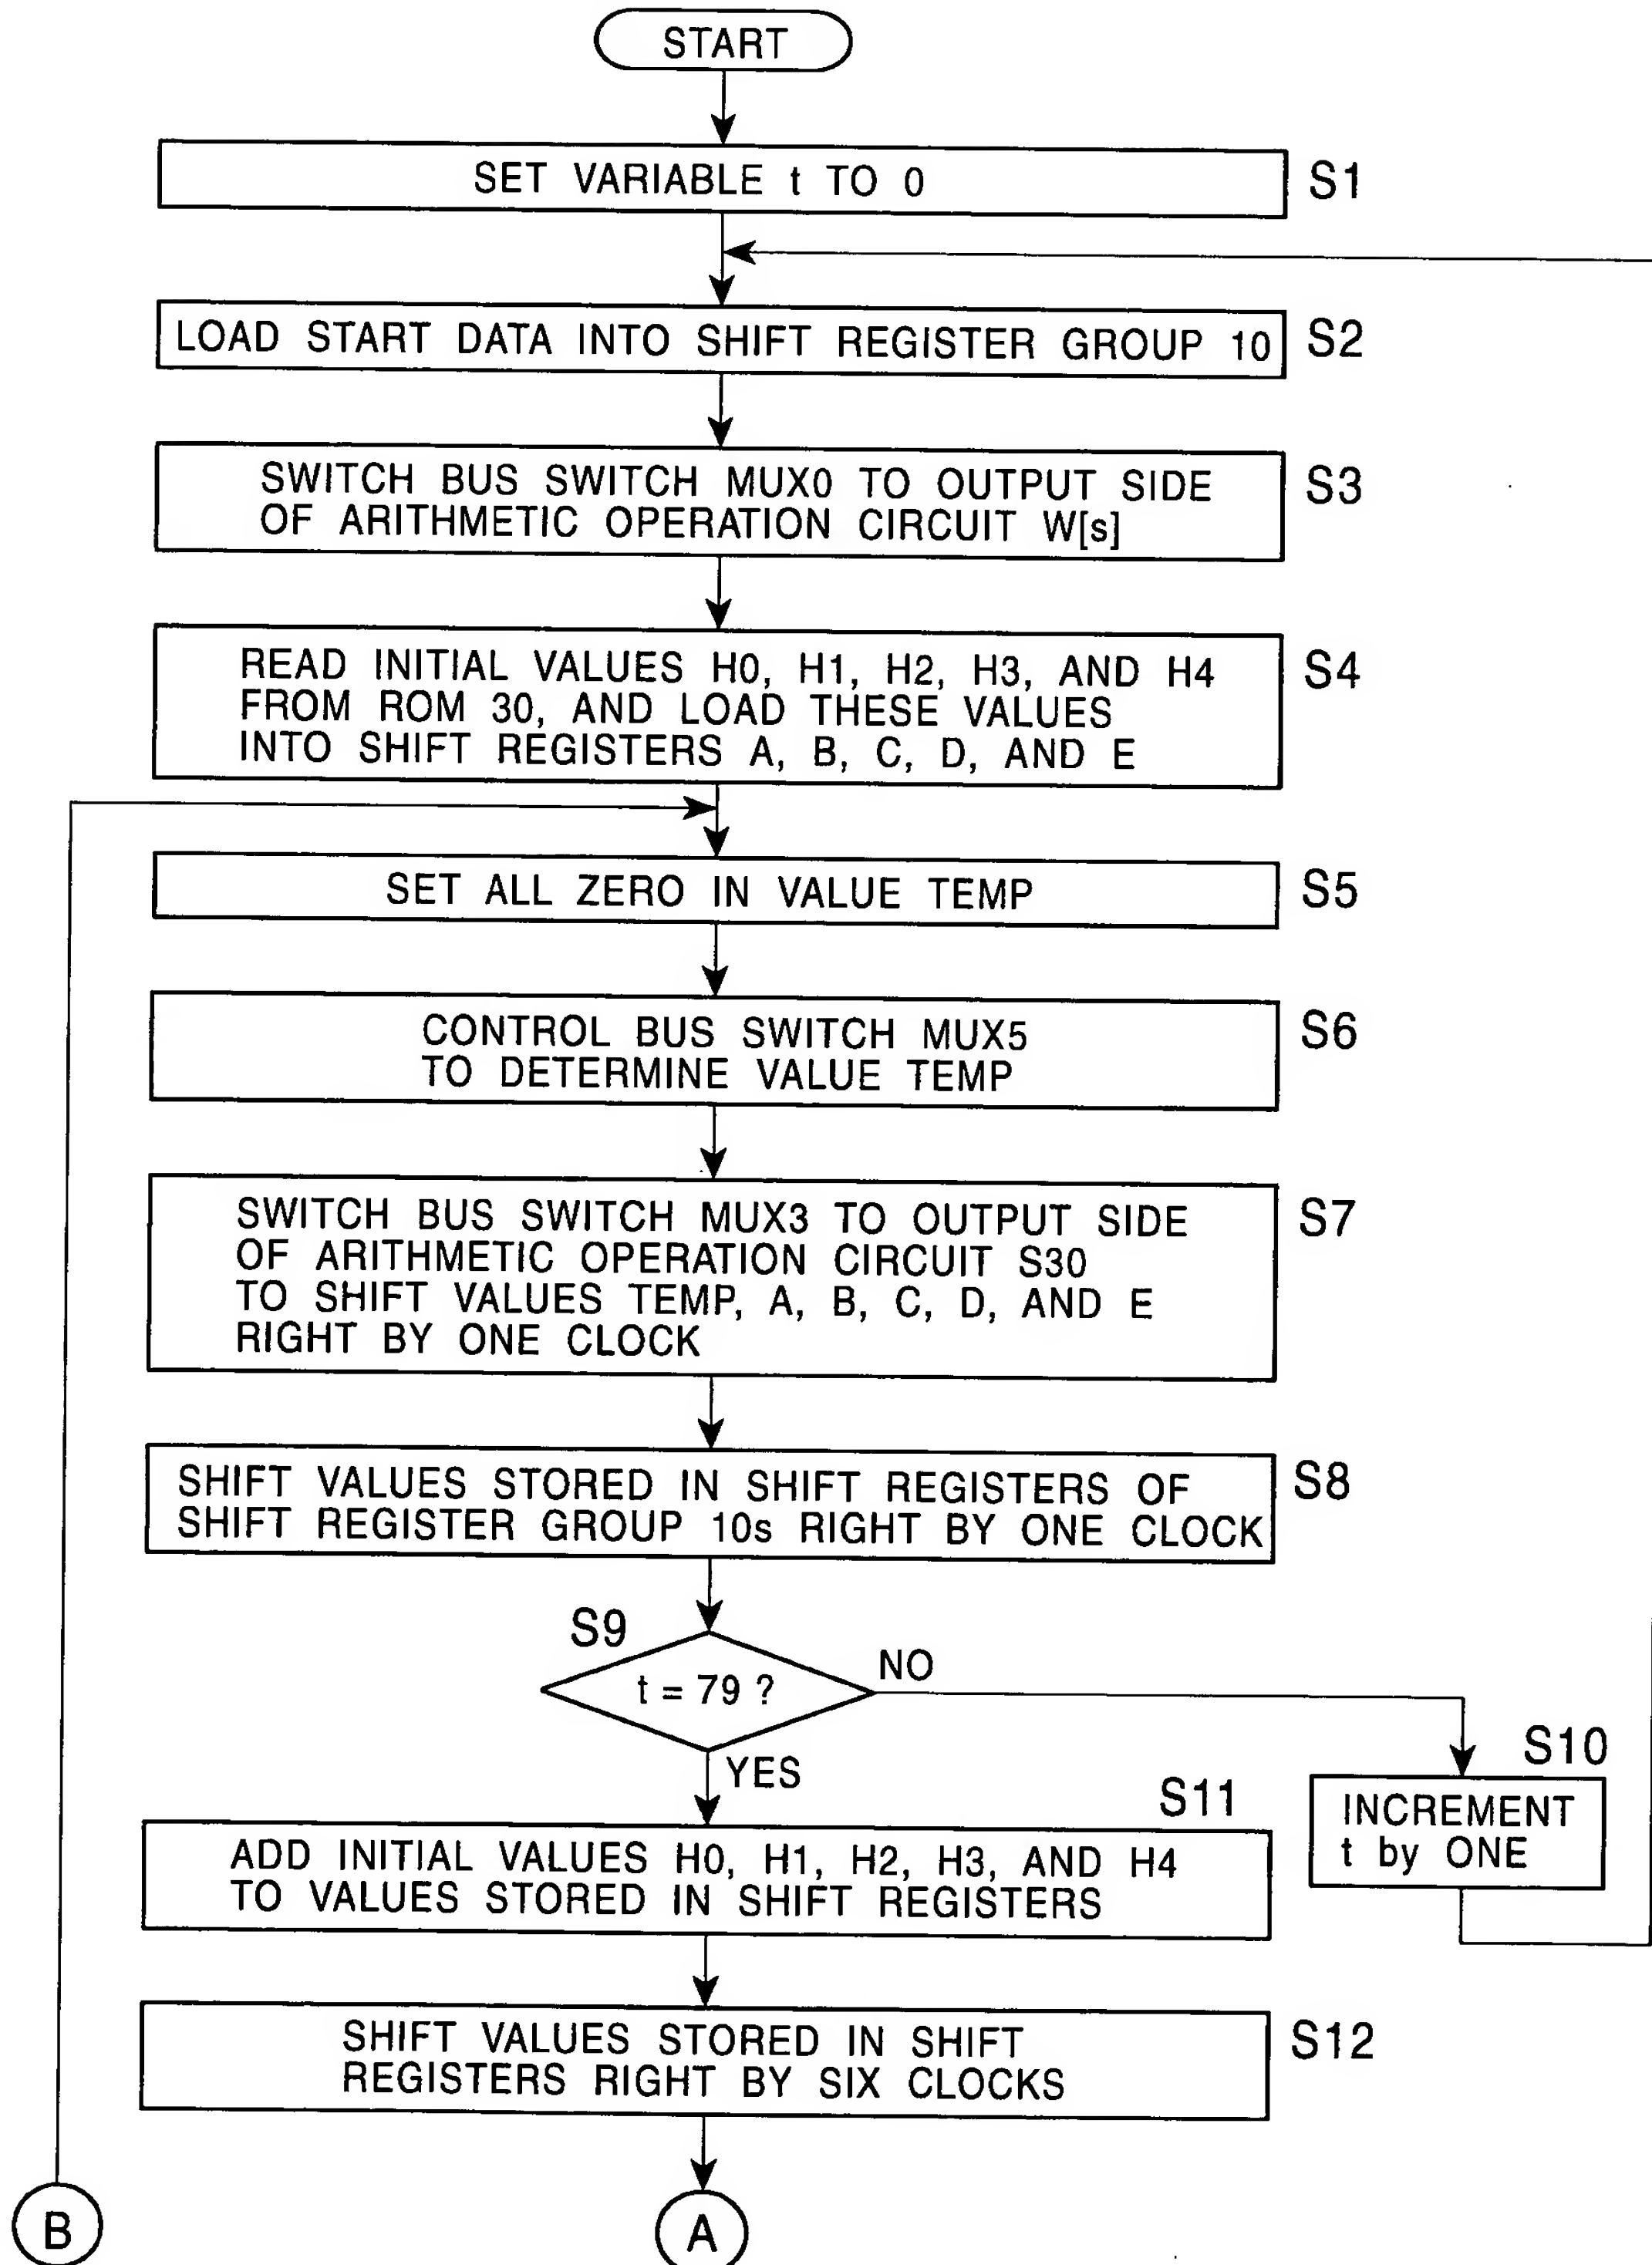 START
SET VARIABLE t TO 0
S1
LOAD START DATA INTO SHIFT REGISTER GROUP 10
S2
SWITCH BUS SWITCH MUX0 TO OUTPUT SIDE
OF ARITHMETIC OPERATION CIRCUIT W[s]
S3
READ INITIAL VALUES H0, H1, H2, H3, AND H4
FROM ROM 30, AND LOAD THESE VALUES
INTO SHIFT REGISTERS A, B, C, D, AND E
S4
SET ALL ZERO IN VALUE TEMP
S5
CONTROL BUS SWITCH MUX5
TO DETERMINE VALUE TEMP
S6
SWITCH BUS SWITCH MUX3 TO OUTPUT SIDE
OF ARITHMETIC OPERATION CIRCUIT S30
TO SHIFT VALUES TEMP, A, B, C, D, AND E
RIGHT BY ONE CLOCK
S7
SHIFT VALUES STORED IN SHIFT REGISTERS OF
SHIFT REGISTER GROUP 10s RIGHT BY ONE CLOCK
S8
S9
t = 79 ?
NO
YES
S10
INCREMENT
t by ONE
S11
ADD INITIAL VALUES H0, H1, H2, H3, AND H4
TO VALUES STORED IN SHIFT REGISTERS
SHIFT VALUES STORED IN SHIFT
REGISTERS RIGHT BY SIX CLOCKS
S12
B
A